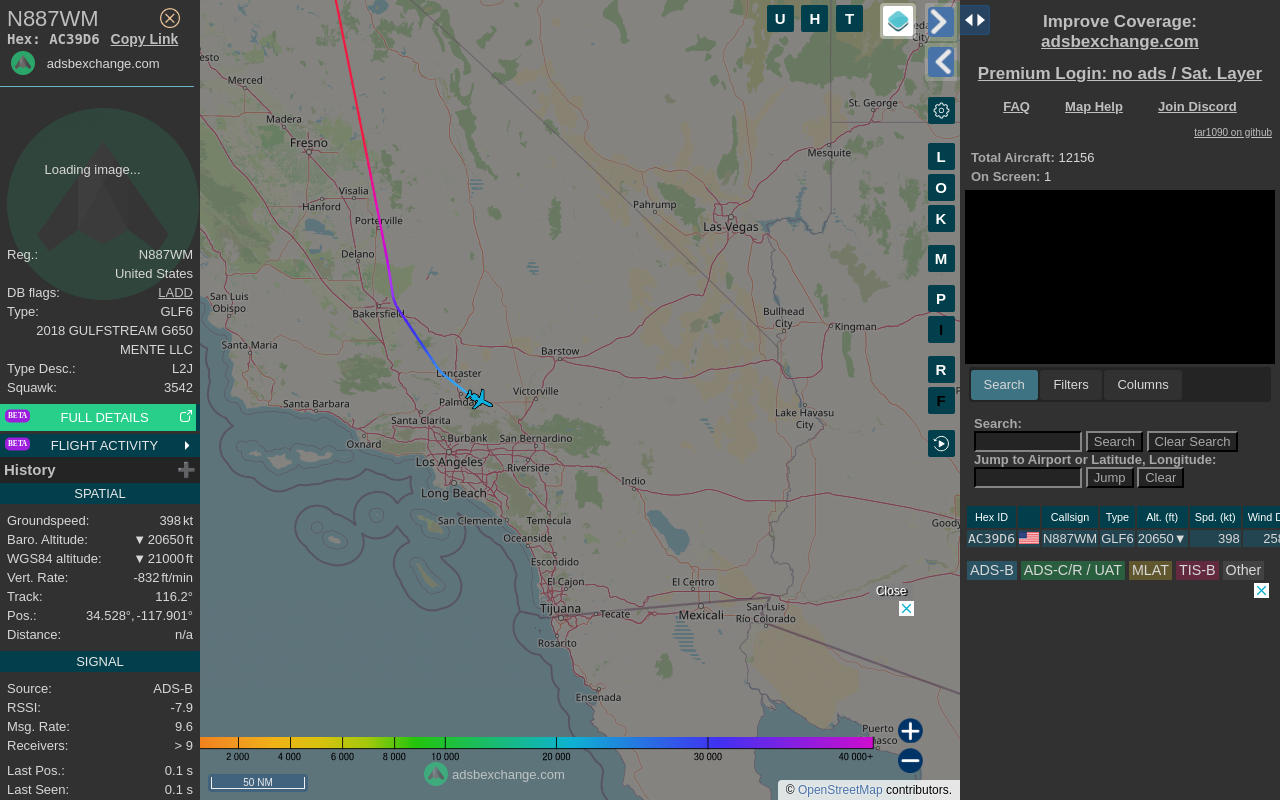 N887WM
Hex: AC39D6 Copy Link
adsbexchange.com
Loading image...
Reg.: N887WM
United States
DB flags: LADD
Type: GLF6
2018 GULFSTREAM G650
MENTE LLC
Type Desc.: L2J
Squawk: 3542
BETA FULL DETAILS
BETA FLIGHT ACTIVITY
History
SPATIAL
Groundspeed: 398 kt
Baro. Altitude: ▼ 20650 ft
WGS84 altitude: ▼ 21000 ft
Vert. Rate: -832 ft/min
Track: 116.2°
Pos.: 34.528°, -117.901°
Distance: n/a
SIGNAL
Source: ADS-B
RSSI: -7.9
Msg. Rate: 9.6
Receivers: > 9
Last Pos.: 0.1 s
Last Seen: 0.1 s
U H T
L
O
K
M
P
I
R
F
Merced
Madera
Fresno
Visalia
Hanford
Porterville
Delano
San Luis
Obispo
Bakersfield
Santa Maria
Lancaster
Palmdale
Santa Barbara
Santa Clarita
Oxnard
Burbank
Los Angeles
Long Beach
San Bernardino
Riverside
Victorville
Barstow
San Clemente
Temecula
Oceanside
Escondido
El Cajon
Tijuana
Tecate
Rosarito
Ensenada
Indio
El Centro
Mexicali
San Luis
Río Colorado
St. George
Mesquite
Pahrump
Las Vegas
Bullhead
City
Kingman
Lake Havasu
City
Goody
Puerto
Close
2 000 4 000 6 000 8 000 10 000 20 000 30 000 40 000+
50 NM
adsbexchange.com
© OpenStreetMap contributors.
Improve Coverage:
adsbexchange.com
Premium Login: no ads / Sat. Layer
FAQ Map Help Join Discord
tar1090 on github
Total Aircraft: 12156
On Screen: 1
Search Filters Columns
Search:
Search Clear Search
Jump to Airport or Latitude, Longitude:
Jump Clear
Hex ID Callsign Type Alt. (ft) Spd. (kt) Wind D
AC39D6 N887WM GLF6 20650▼ 398 258
ADS-B ADS-C/R / UAT MLAT TIS-B Other